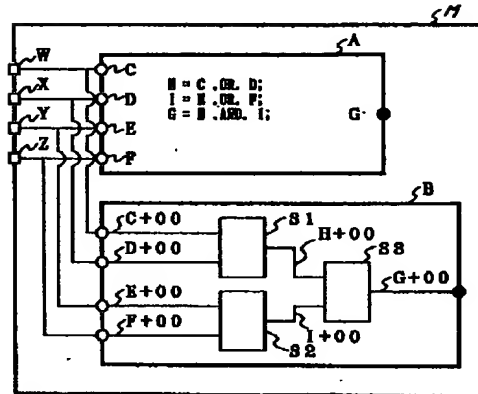 M
W
A
X
C
H = C .OR. D;
Y
D
I = E .OR. F;
G
Z
E
G = H .AND. I;
F
B
C+00
S1
H+00
D+00
S3
G+00
E+00
F+00
S2
I+00